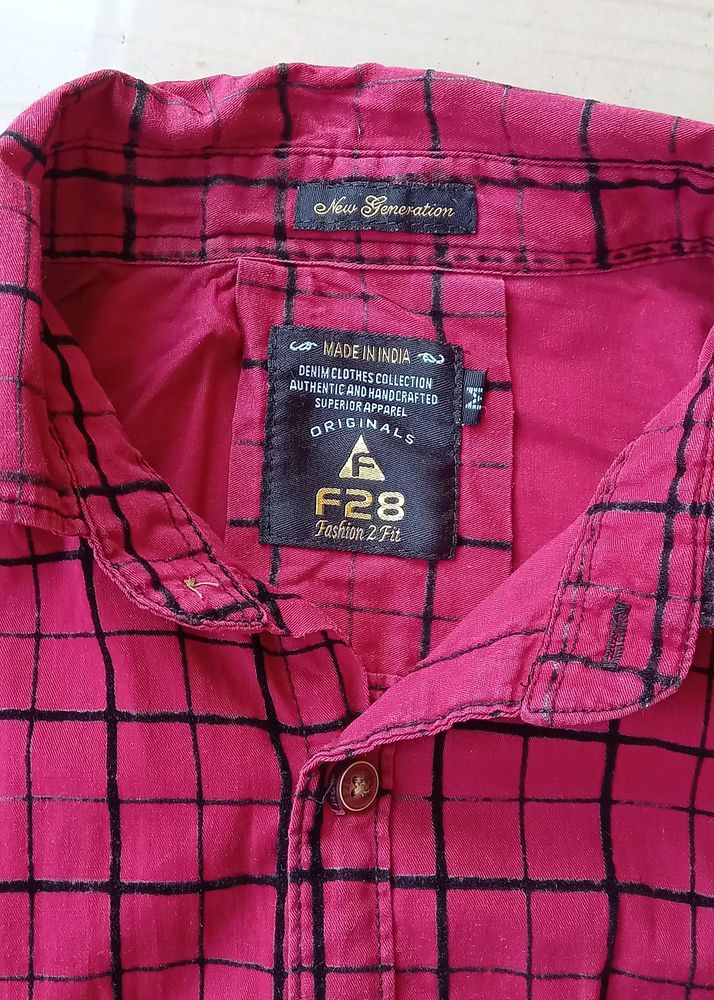 New Generation
MADE IN INDIA
DENIM CLOTHES COLLECTION
AUTHENTIC AND HANDCRAFTED
SUPERIOR APPAREL
ORIGINALS
F
F28
Fashion 2 Fit